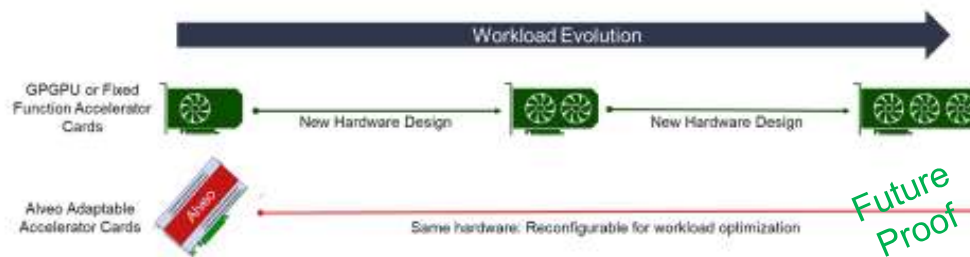 Workload Evolution
GPGPU or Fixed
Function Accelerator
Cards
New Hardware Design
New Hardware Design
Alveo
Alveo Adaptable
Accelerator Cards
Same hardware: Reconfigurable for workload optimization
Future
Proof